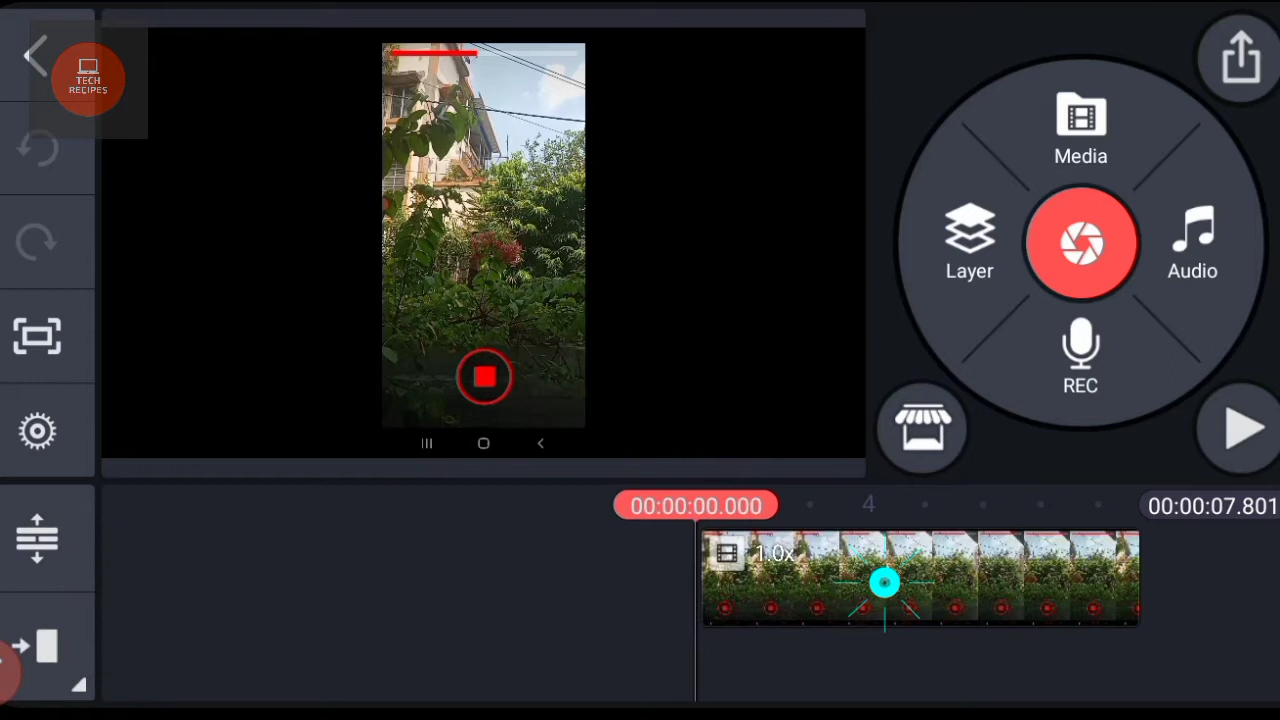 TECH
RECIPES
Media
Layer
Audio
REC
00:00:00.000
4
00:00:07.801
1.0x